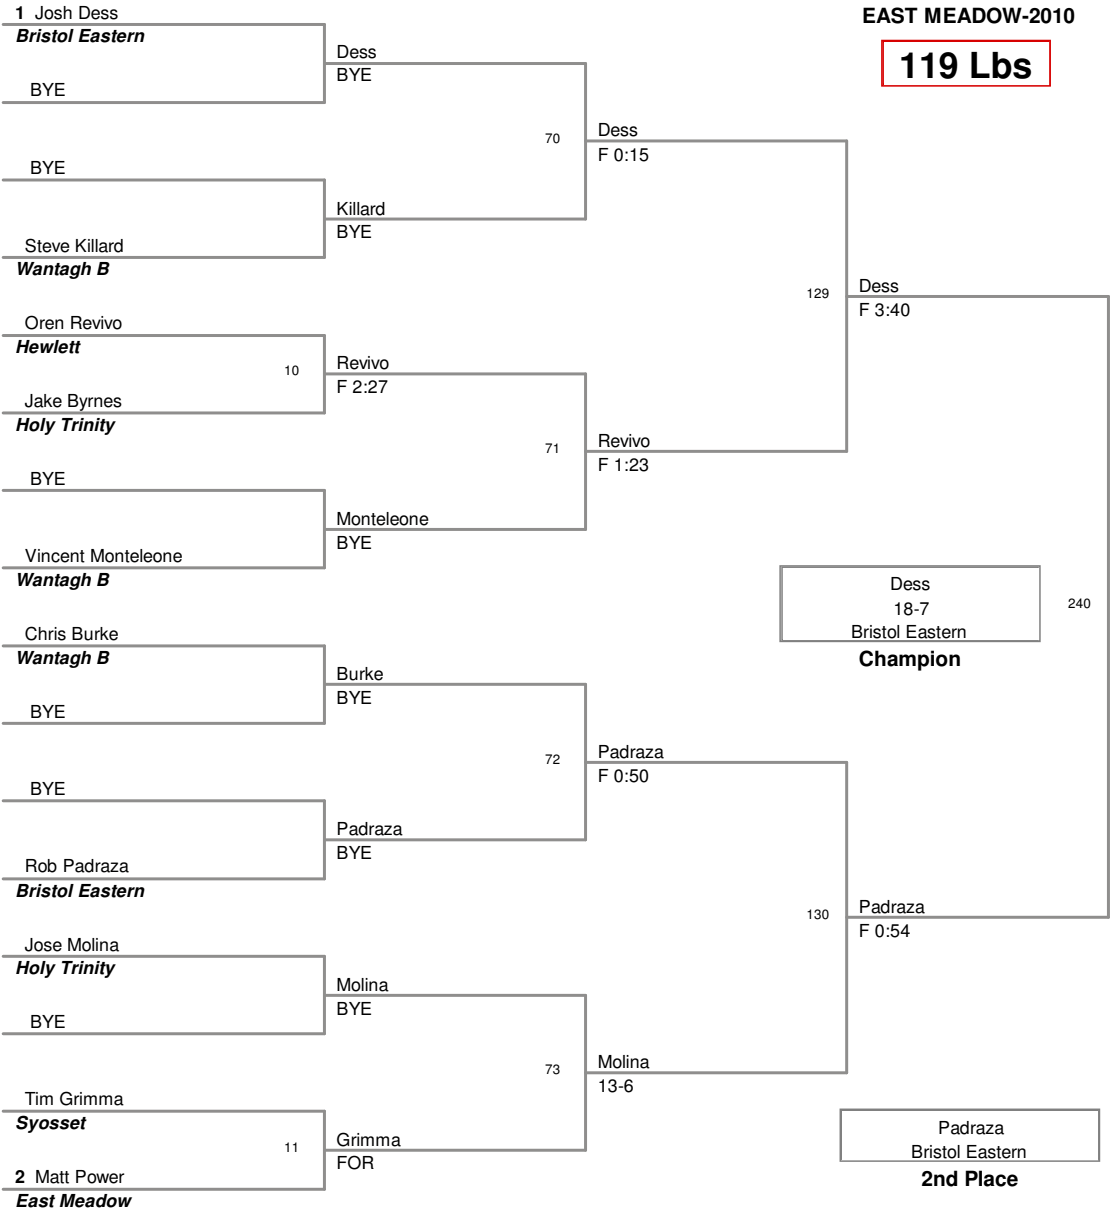 1 Josh Dess
Bristol Eastern
BYE
BYE
Steve Killard
Wantagh B
Oren Revivo
Hewlett
10
Jake Byrnes
Holy Trinity
BYE
Vincent Monteleone
Wantagh B
Chris Burke
Wantagh B
BYE
BYE
Rob Padraza
Bristol Eastern
Jose Molina
Holy Trinity
BYE
Tim Grimma
Syosset
11
2 Matt Power
East Meadow
Dess
BYE
70
Killard
BYE
Revivo
F 2:27
71
Monteleone
BYE
Burke
BYE
72
Padraza
BYE
Molina
BYE
73
Grimma
FOR
Dess
F 0:15
129
Revivo
F 1:23
Padraza
F 0:50
130
Molina
13-6
EAST MEADOW-2010
119 Lbs
Dess
F 3:40
Dess
18-7
Bristol Eastern
Champion
240
Padraza
F 0:54
Padraza
Bristol Eastern
2nd Place